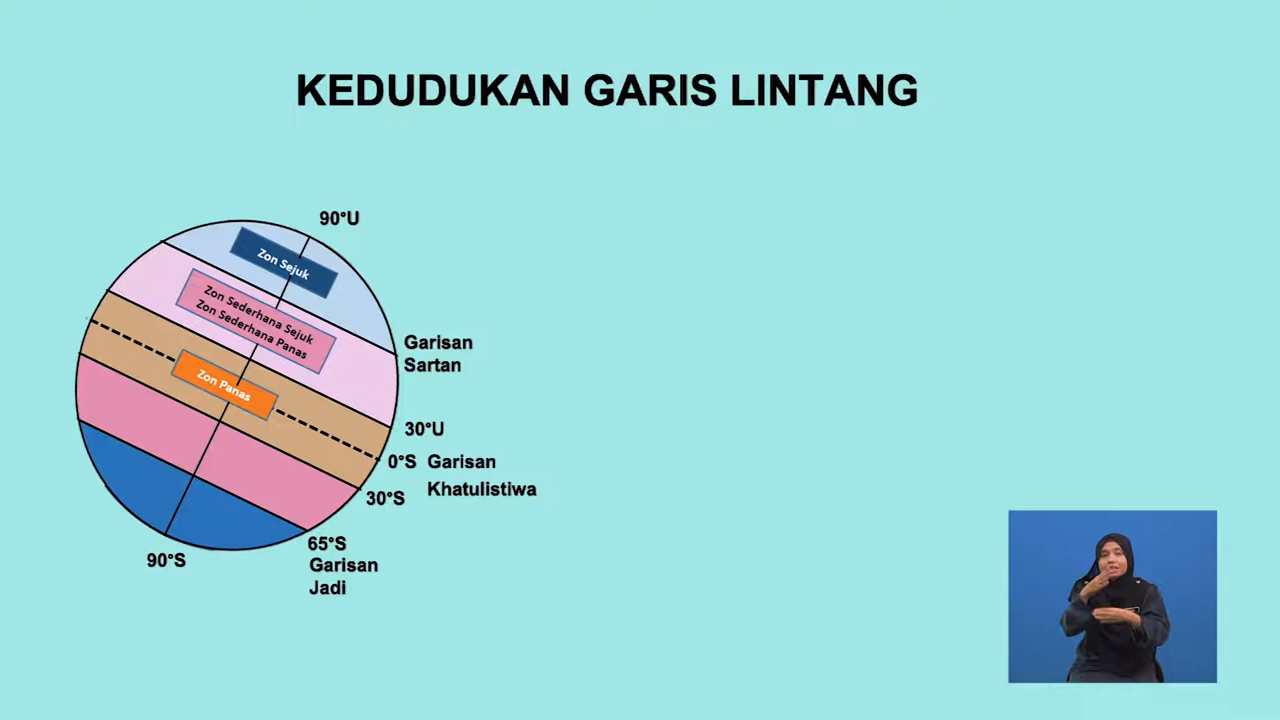 KEDUDUKAN GARIS LINTANG
90°U
Zon Sejuk
Zon Sederhana Sejuk
Zon Sederhana Panas
Garisan
Sartan
Zon Panas
30°U
0°S Garisan
Khatulistiwa
30°S
65°S
Garisan
Jadi
90°S